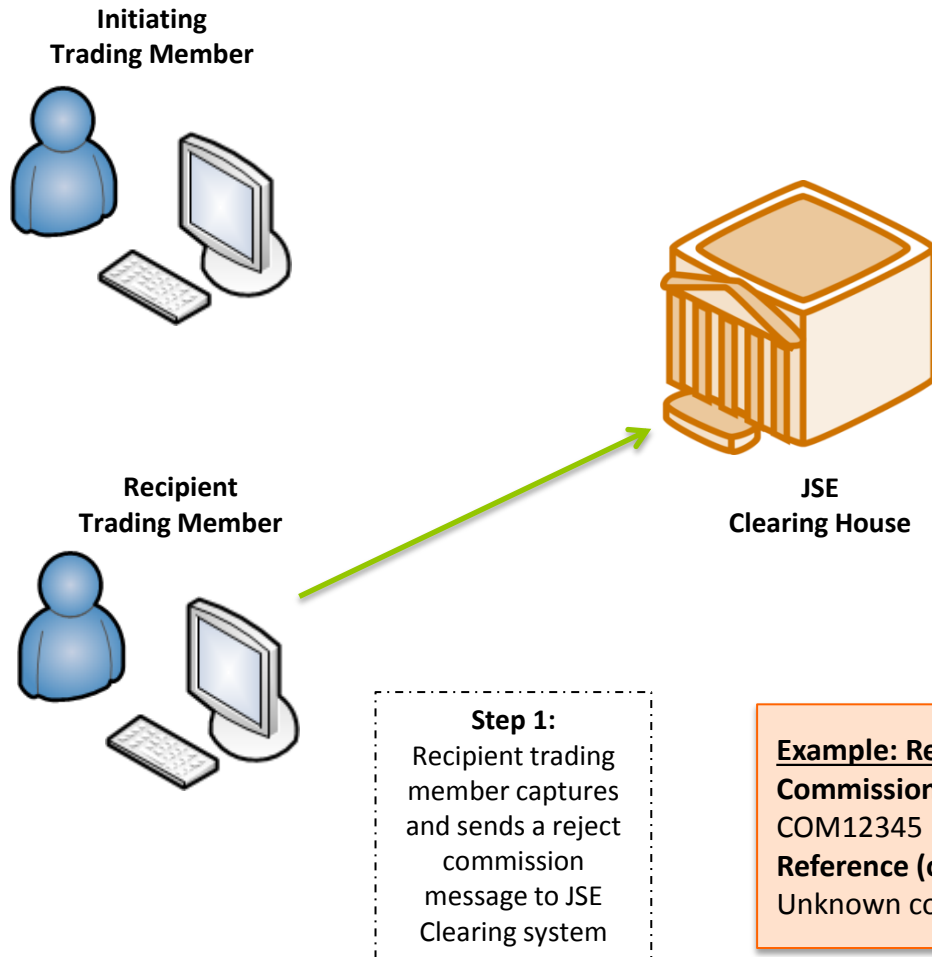 Initiating
Trading Member
Recipient
Trading Member
JSE
Clearing House
Step 1:
Recipient trading
member captures
and sends a reject
commission
message to JSE
Clearing system
Example: Re
Commission
COM12345
Reference (
Unknown co